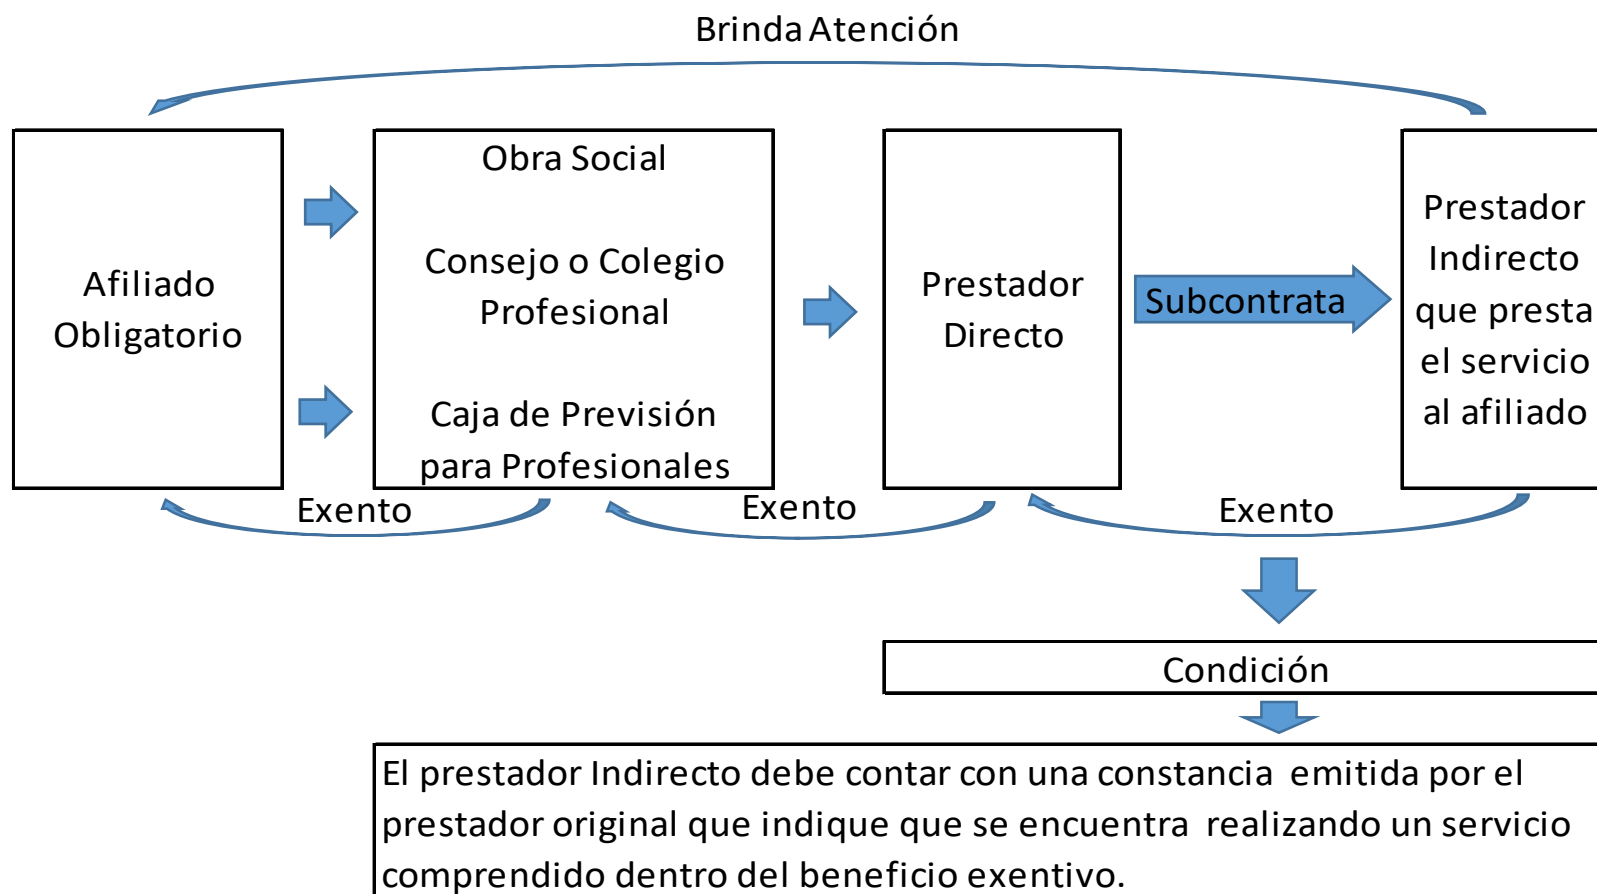 Brinda Atención
Afiliado
Obligatorio
Obra Social
Consejo o Colegio
Profesional
Caja de Previsión
para Profesionales
Prestador
Directo
Subcontrata
Prestador
Indirecto
que presta
el servicio
al afiliado
Exento
Exento
Exento
Condición
El prestador Indirecto debe contar con una constancia emitida por el
prestador original que indique que se encuentra realizando un servicio
comprendido dentro del beneficio exentivo.